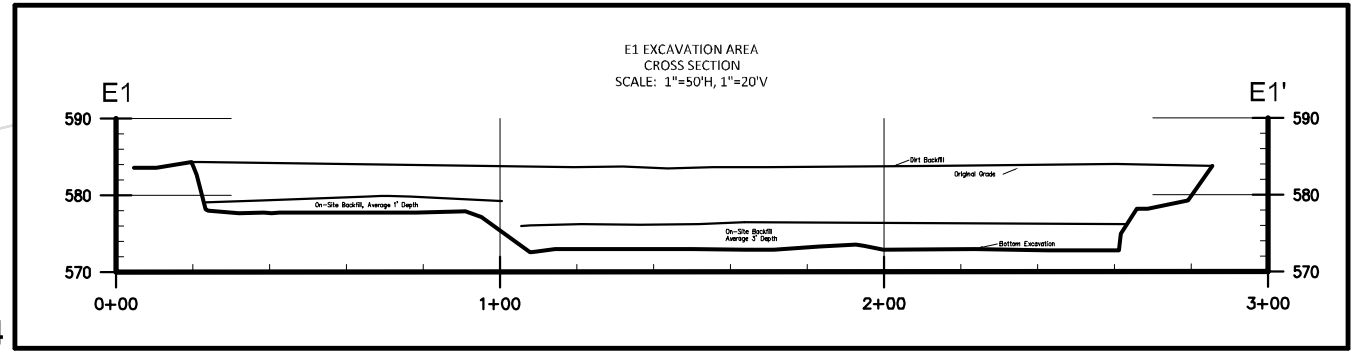 E1 EXCAVATION AREA
CROSS SECTION
SCALE: 1"=50'H, 1"=20'V
E1
E1'
590
590
Dirt Backfill
Original Grade
580
580
On-Site Backfill, Average 1' Depth
On-Site Backfill
Average 3' Depth
Bottom Excavation
570
570
0+00
1+00
2+00
3+00